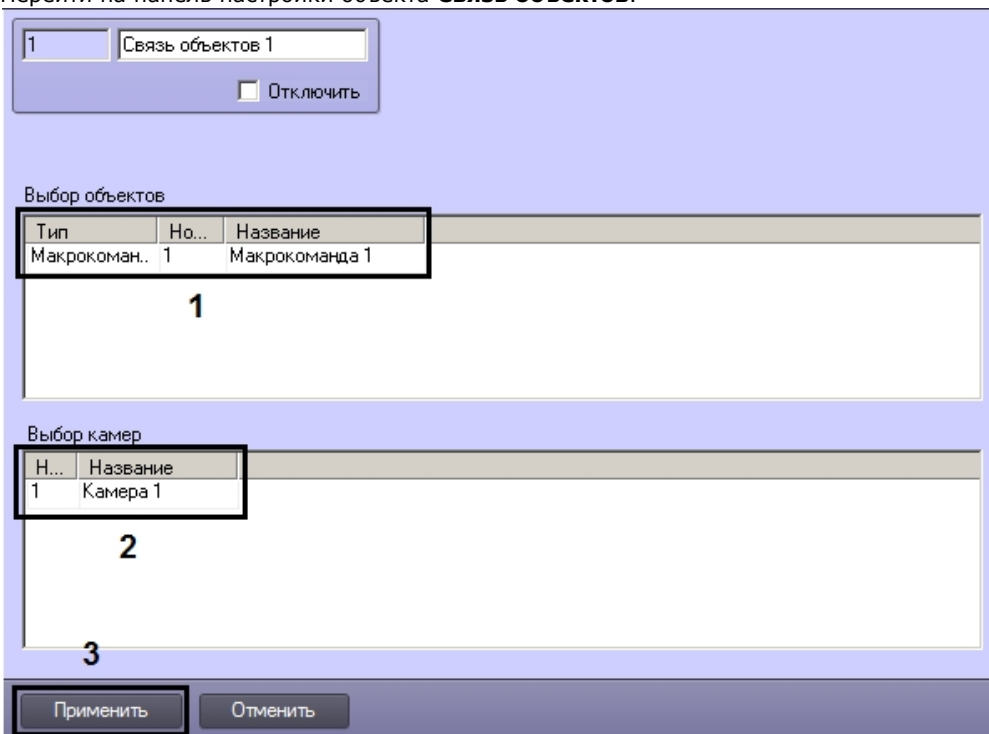 Перейти на панель настройки объекта Связь объектов.
1 Связь объектов 1
Отключить
Выбор объектов
Тип Но... Название
Макрокоман.. 1 Макрокоманда 1
1
Выбор камер
Н... Название
1 Камера 1
2
3
Применить Отменить